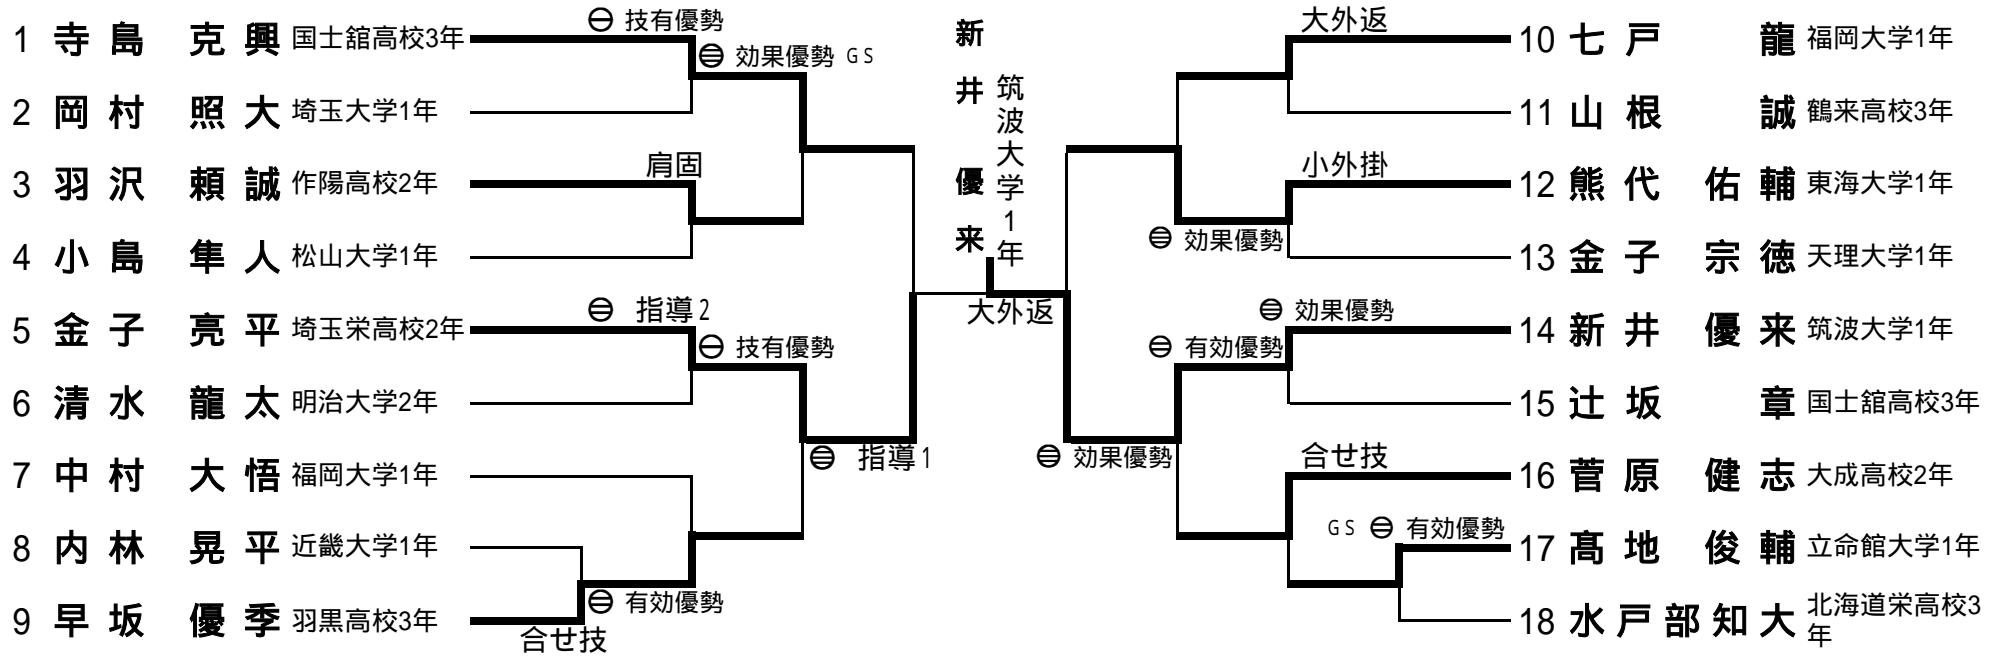 1 寺島 克興 国士舘高校3年
2 岡村 照大 埼玉大学1年
3 羽沢 頼誠 作陽高校2年
4 小島 隼人 松山大学1年
5 金子 亮平 埼玉栄高校2年
6 清水 龍太 明治大学2年
7 中村 大悟 福岡大学1年
8 内林 晃平 近畿大学1年
9 早坂 優季 羽黒高校3年
技有優勢
効果優勢 GS
肩固
指導2
技有優勢
指導1
有効優勢
合せ技
新井 優来
筑波大学1年
大外返
大外返
小外掛
効果優勢
効果優勢
有効優勢
効果優勢
合せ技
GS 有効優勢
10 七戸 龍 福岡大学1年
11 山根 誠 鶴来高校3年
12 熊代 佑輔 東海大学1年
13 金子 宗徳 天理大学1年
14 新井 優来 筑波大学1年
15 辻坂 章 国士舘高校3年
16 菅原 健志 大成高校2年
17 髙地 俊輔 立命館大学1年
18 水戸部知大 北海道栄高校3
年